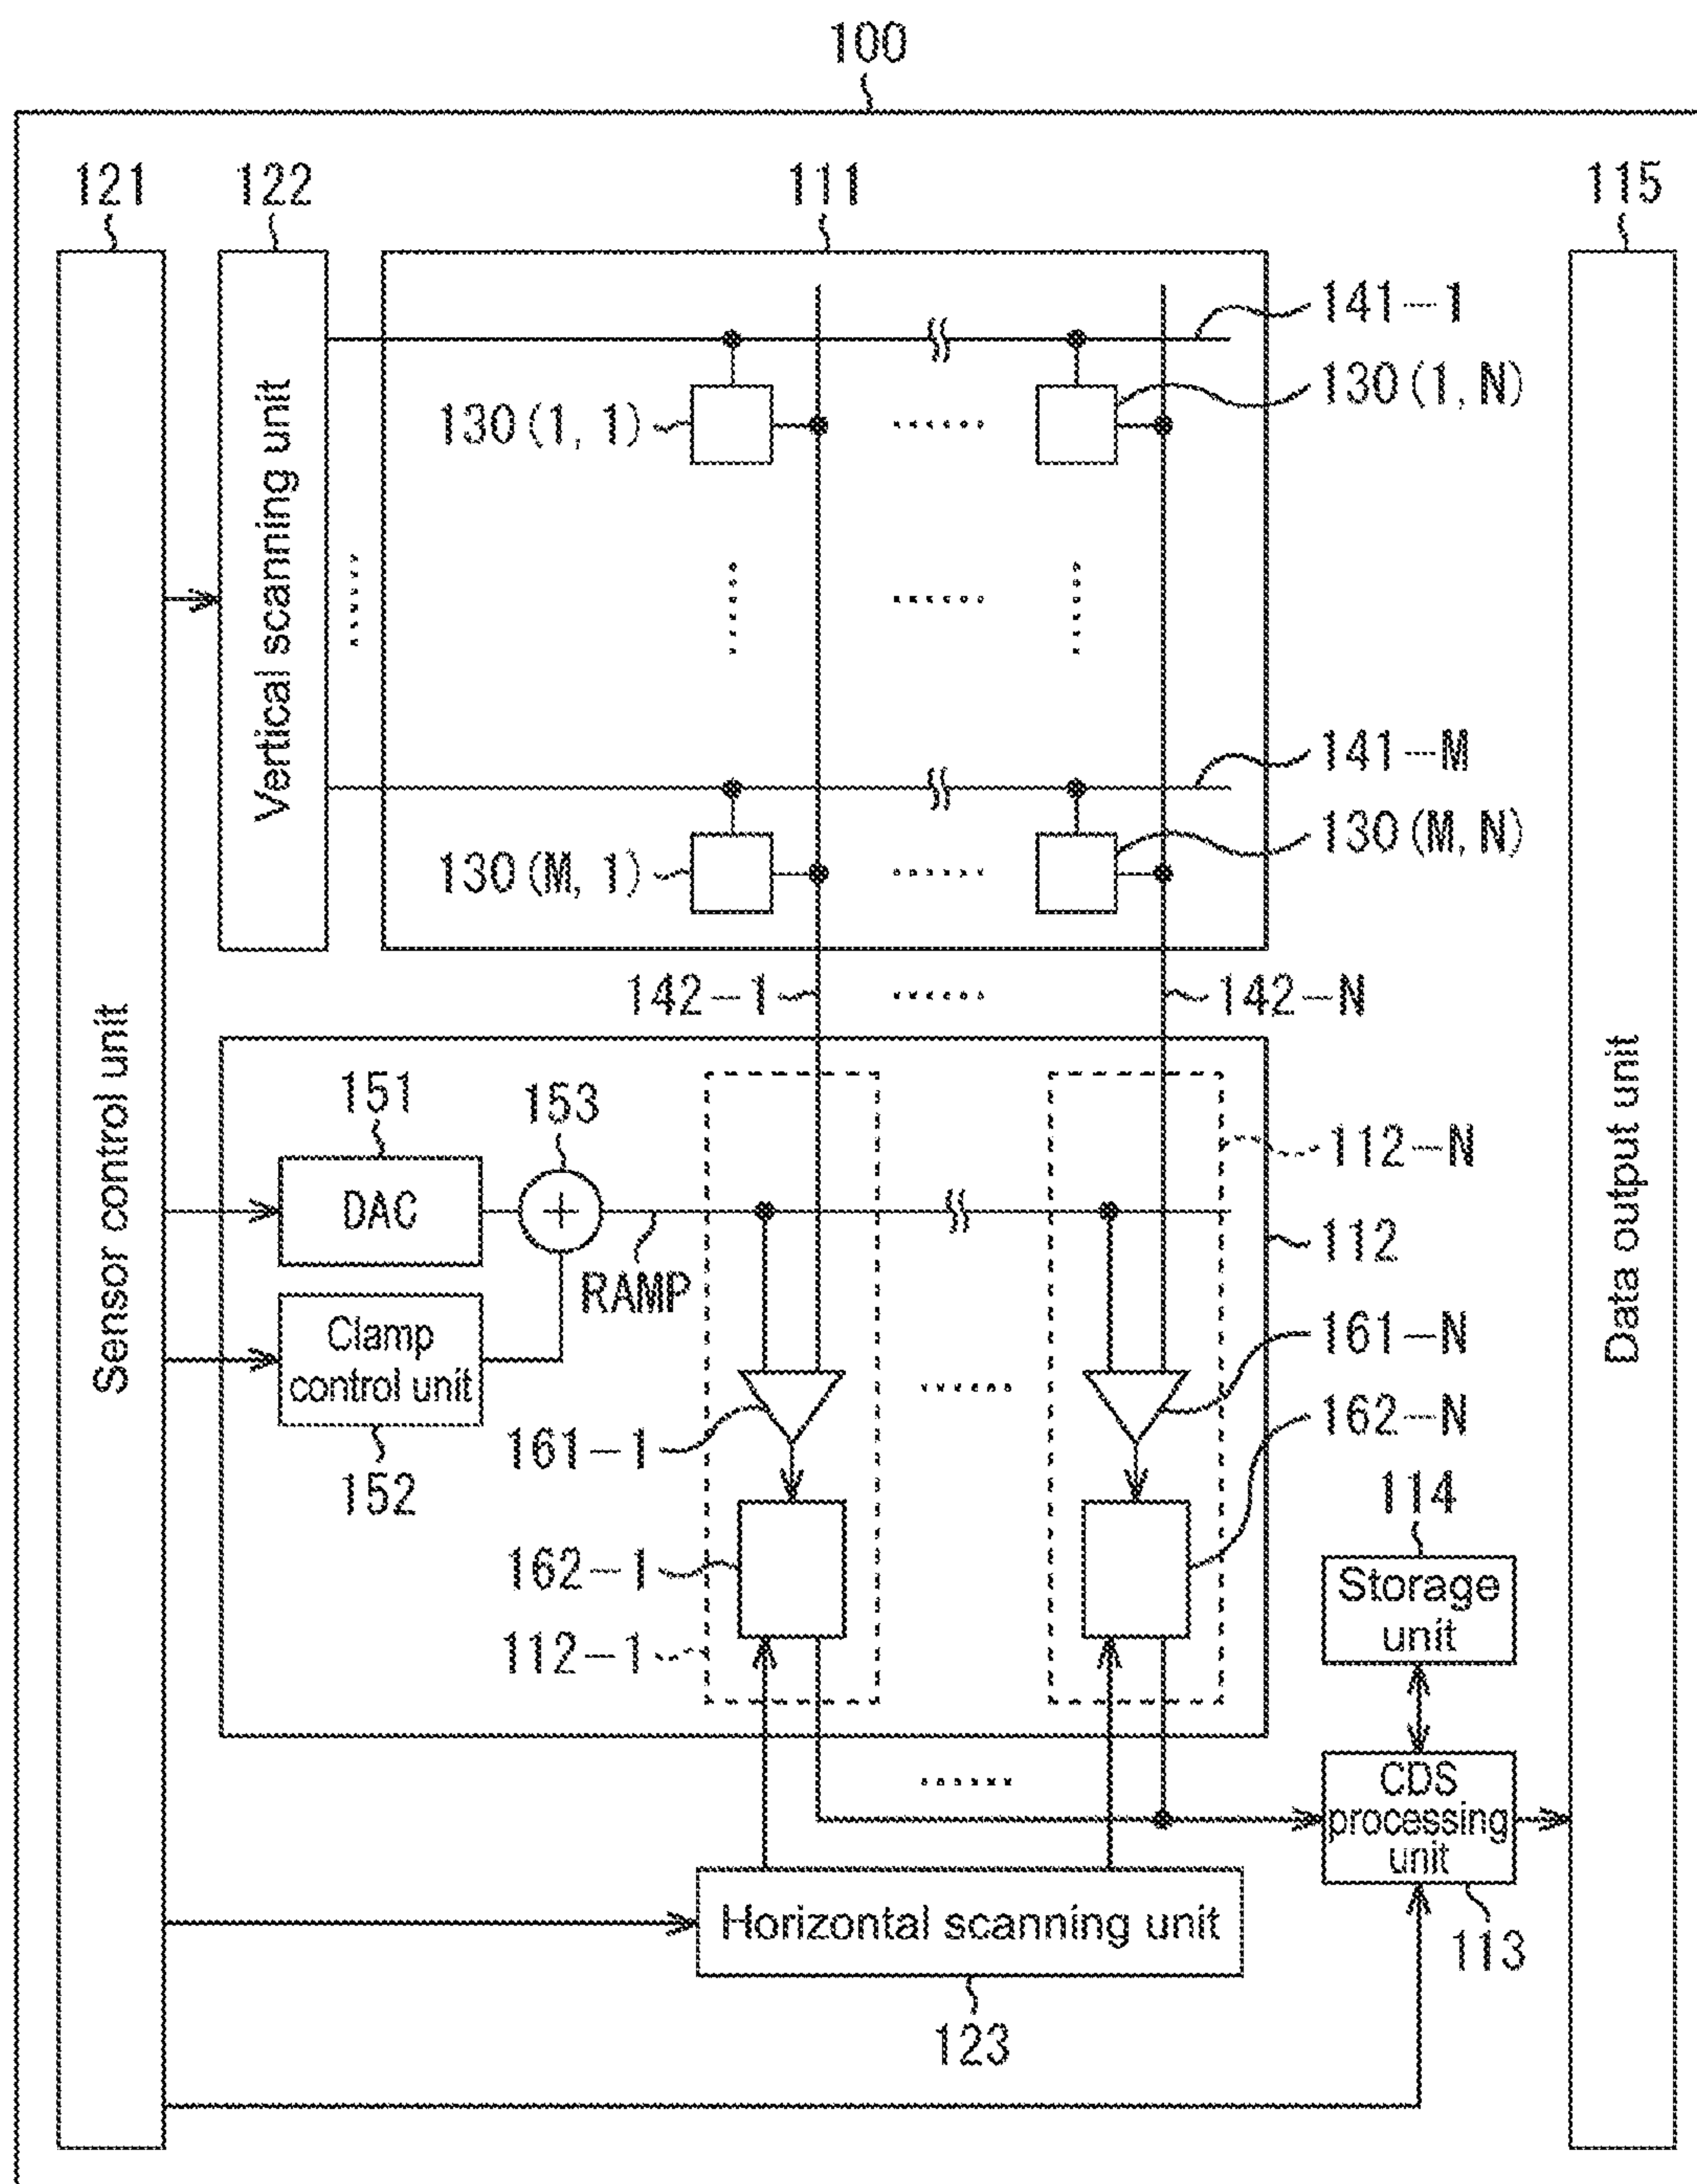 100
121
122
111
115
141-1
130(1, 1)
130(1, N)
Vertical scanning unit
141-M
130(M, 1)
130(M, N)
142-1
142-N
Sensor control unit
Data output unit
151
153
112-N
DAC
112
RAMP
Clamp
control unit
161-N
152
161-1
162-N
114
162-1
Storage
unit
112-1
CDS
processing
unit
Horizontal scanning unit
113
123